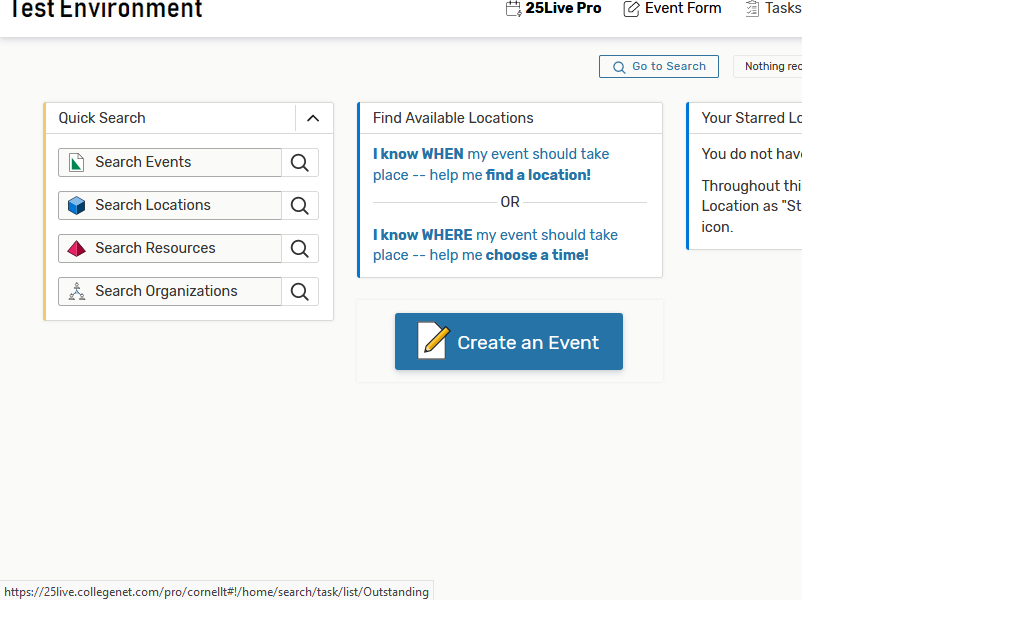 Test Environment
25Live Pro
Event Form
Tasks
Go to Search
Nothing rec
Quick Search
Search Events
Search Locations
Search Resources
Search Organizations
Find Available Locations
I know WHEN my event should take
place -- help me find a location!
OR
I know WHERE my event should take
place -- help me choose a time!
Create an Event
Your Starred Lo
You do not have
Throughout thi
Location as "St
icon.
https://25live.collegenet.com/pro/cornellt#!/home/search/task/list/Outstanding